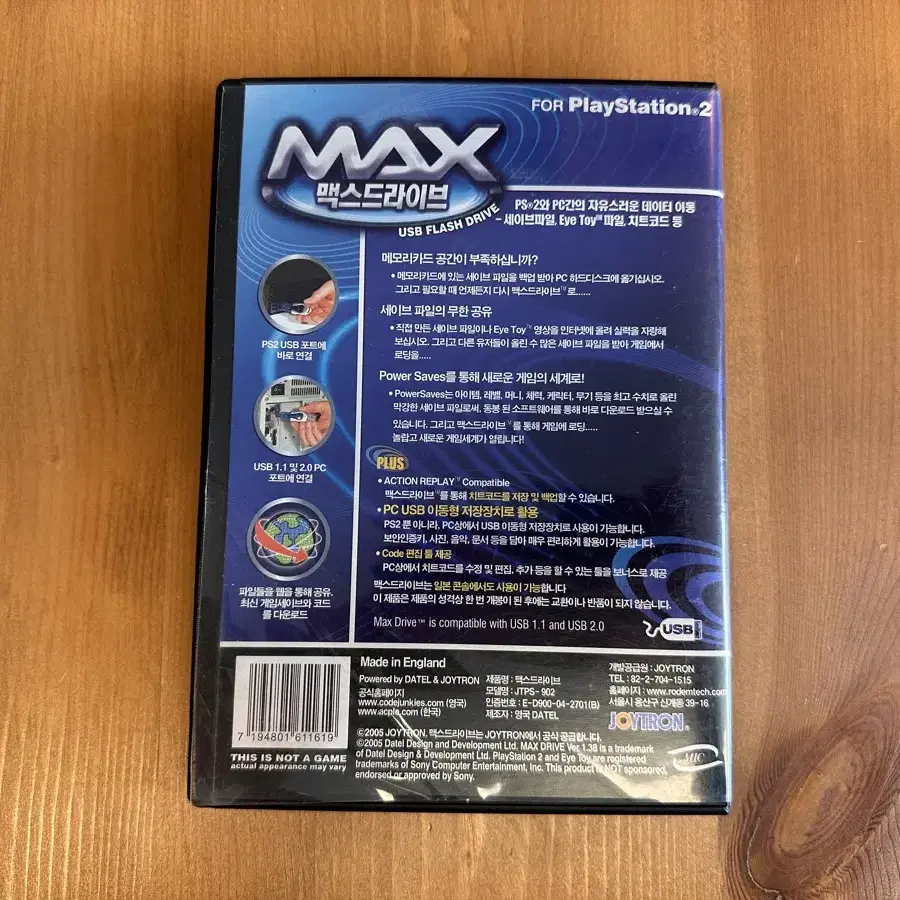 FOR PlayStation®2
MAX
맥스드라이브
USB FLASH DRIVE
PS®2와 PC간의 자유스러운 데이터 이동
- 세이브파일, Eye Toy™ 파일, 치트코드 등
메모리카드 공간이 부족하십니까?
• 메모리카드에 있는 세이브 파일을 백업 받아 PC 하드디스크에 옮기십시오.
그리고 필요할 때 언제든지 다시 맥스드라이브™로......
세이브 파일의 무한 공유
• 직접 만든 세이브 파일이나 Eye Toy™ 영상을 인터넷에 올려 실력을 자랑해
보십시오. 그리고 다른 유저들이 올린 수 많은 세이브 파일을 받아 게임에서
로딩을.....
Power Saves를 통해 새로운 게임의 세계로!
• PowerSaves는 아이템, 레벨, 머니, 체력, 케릭터, 무기 등을 최고 수치로 올린
막강한 세이브 파일로써, 동봉 된 소프트웨어를 통해 바로 다운로드 받으실 수
있습니다. 그리고 맥스드라이브™를 통해 게임에 로딩.....
놀랍고 새로운 게임세계가 열립니다!
PS2 USB 포트에
바로 연결
USB 1.1 및 2.0 PC
포트에 연결
파일들을 웹을 통해 공유.
최신 게임세이브와 코드
를 다운로드
PLUS
• ACTION REPLAY™ Compatible
맥스드라이브™를 통해 치트코드를 저장 및 백업할 수 있습니다.
• PC USB 이동형 저장장치로 활용
PS2 뿐 아니라, PC상에서 USB 이동형 저장장치로 사용이 가능합니다.
보안인증키, 사진, 음악, 문서 등을 담아 매우 편리하게 활용이 가능합니다.
• Code 편집 툴 제공
PC상에서 치트코드를 수정 및 편집, 추가 등을 할 수 있는 툴을 보너스로 제공
맥스드라이브는 일본 콘솔에서도 사용이 가능합니다
이 제품은 제품의 성격상 한 번 개봉이 된 후에는 교환이나 반품이 되지 않습니다.
Max Drive™ is compatible with USB 1.1 and USB 2.0
USB
7 194801 611619
THIS IS NOT A GAME
actual appearance may vary
Made in England
Powered by DATEL & JOYTRON
공식홈페이지
www.codejunkies.com (영국)
www.acple.com (한국)
제품명 : 맥스드라이브
모델명 : JTPS- 902
인증번호 : E-D900-04-2701(B)
제조자 : 영국 DATEL
개발공급원 : JOYTRON
TEL : 82-2-704-1515
홈페이지 : www.rodemtech.com
서울시 용산구 신계동 39-16
JOYTRON
©2005 JOYTRON. 맥스드라이브는 JOYTRON에서 공식 공급합니다.
©2005 Datel Design and Development Ltd. MAX DRIVE Ver 1.38 is a trademark
of Datel Design & Development Ltd. PlayStation 2 and Eye Toy are registered
trademarks of Sony Computer Entertainment, Inc. This product is NOT sponsored,
endorsed or approved by Sony.
MIC